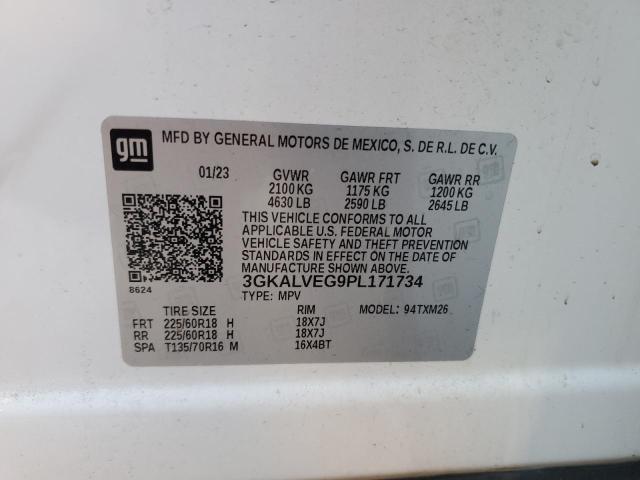 gm MFD BY GENERAL MOTORS DE MEXICO, S. DE R.L. DE C.V.
01/23 GVWR GAWR FRT GAWR RR
2100 KG 1175 KG 1200 KG
4630 LB 2590 LB 2645 LB
THIS VEHICLE CONFORMS TO ALL
APPLICABLE U.S. FEDERAL MOTOR
VEHICLE SAFETY AND THEFT PREVENTION
STANDARDS IN EFFECT ON THE DATE OF
MANUFACTURE SHOWN ABOVE.
8624 3GKALVEG9PL171734
TYPE: MPV
TIRE SIZE RIM MODEL: 94TXM26
FRT 225/60R18 H 18X7J
RR 225/60R18 H 18X7J
SPA T135/70R16 M 16X4BT